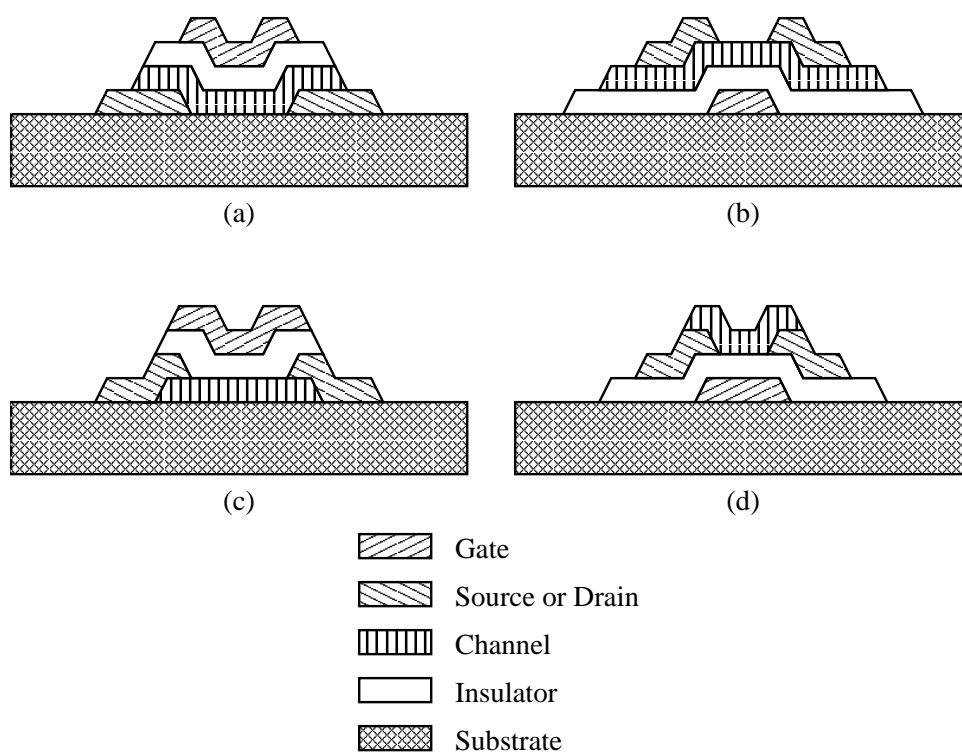 (a)
(b)
(c)
(d)
Gate
Source or Drain
Channel
Insulator
Substrate